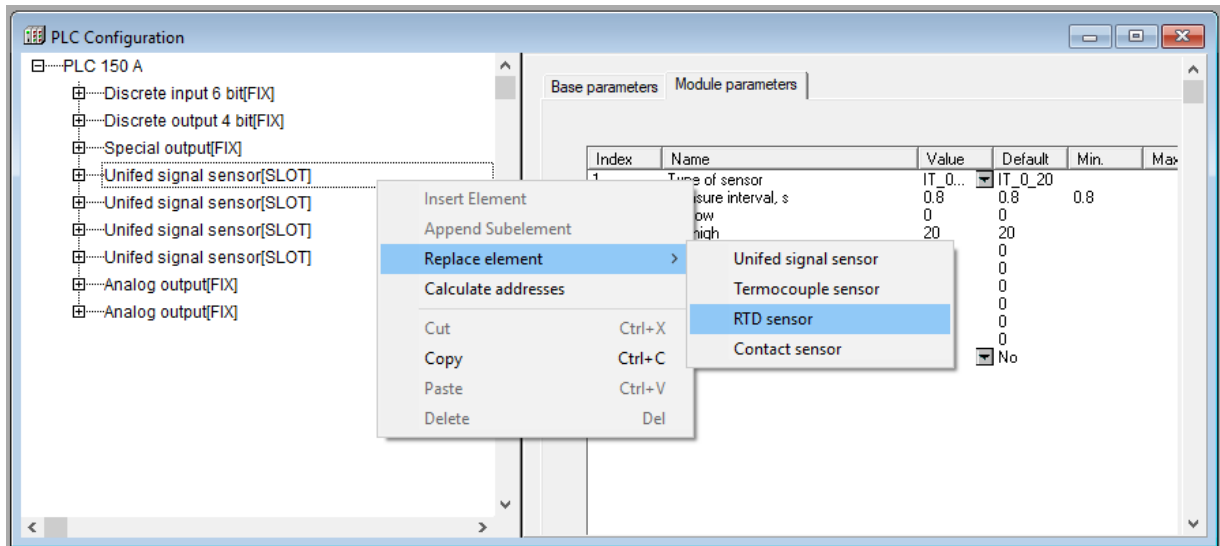 PLC Configuration
PLC 150 A
Discrete input 6 bit[FIX]
Discrete output 4 bit[FIX]
Special output[FIX]
Unifed signal sensor[SLOT]
Unifed signal sensor[SLOT]
Unifed signal sensor[SLOT]
Unifed signal sensor[SLOT]
Analog output[FIX]
Analog output[FIX]
Insert Element
Append Subelement
Replace element
Calculate addresses
Cut Ctrl+X
Copy Ctrl+C
Paste Ctrl+V
Delete Del
Unifed signal sensor
Termocouple sensor
RTD sensor
Contact sensor
Base parameters Module parameters
Index Name Value Default Min.
1 of sensor IT_0... IT_0_20
interval, s 0.8 0.8 0.8
0 0
20 20
0
0
0
0
0
0
No